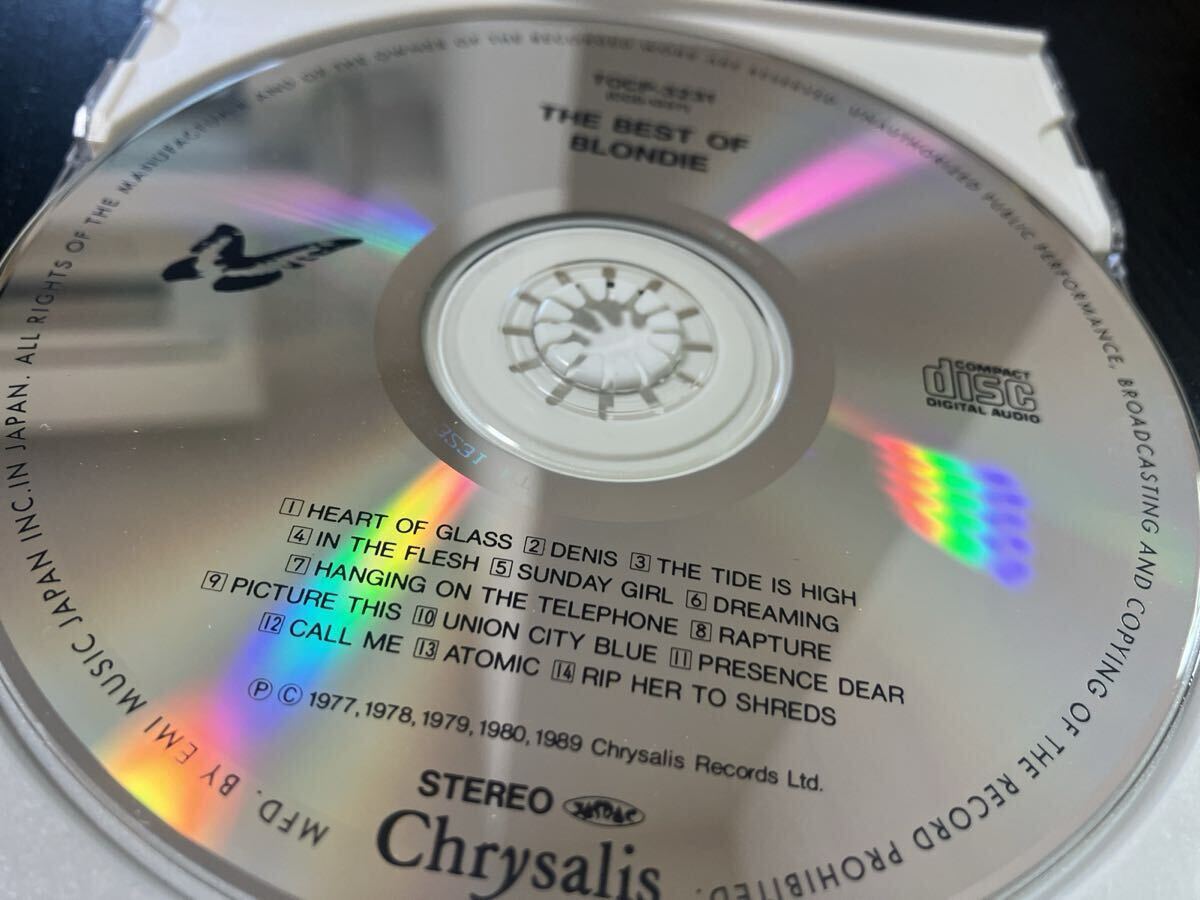 TOCP-5231
THE BEST OF
BLONDIE
COMPACT
disc
DIGITAL AUDIO
1 HEART OF GLASS 2 DENIS 3 THE TIDE IS HIGH
4 IN THE FLESH 5 SUNDAY GIRL 6 DREAMING
7 HANGING ON THE TELEPHONE 8 RAPTURE
9 PICTURE THIS 10 UNION CITY BLUE 11 PRESENCE DEAR
12 CALL ME 13 ATOMIC 14 RIP HER TO SHREDS
Ⓟ Ⓒ 1977, 1978, 1979, 1980, 1989 Chrysalis Records Ltd.
STEREO
Chrysalis
MFD. BY EMI MUSIC JAPAN INC. IN JAPAN. ALL RIGHTS OF THE MANUFACTURER AND OF THE OWNER OF THE RECORDED WORK ARE RESERVED. UNAUTHORIZED PUBLIC PERFORMANCE, BROADCASTING AND COPYING OF THE RECORD PROHIBITED.